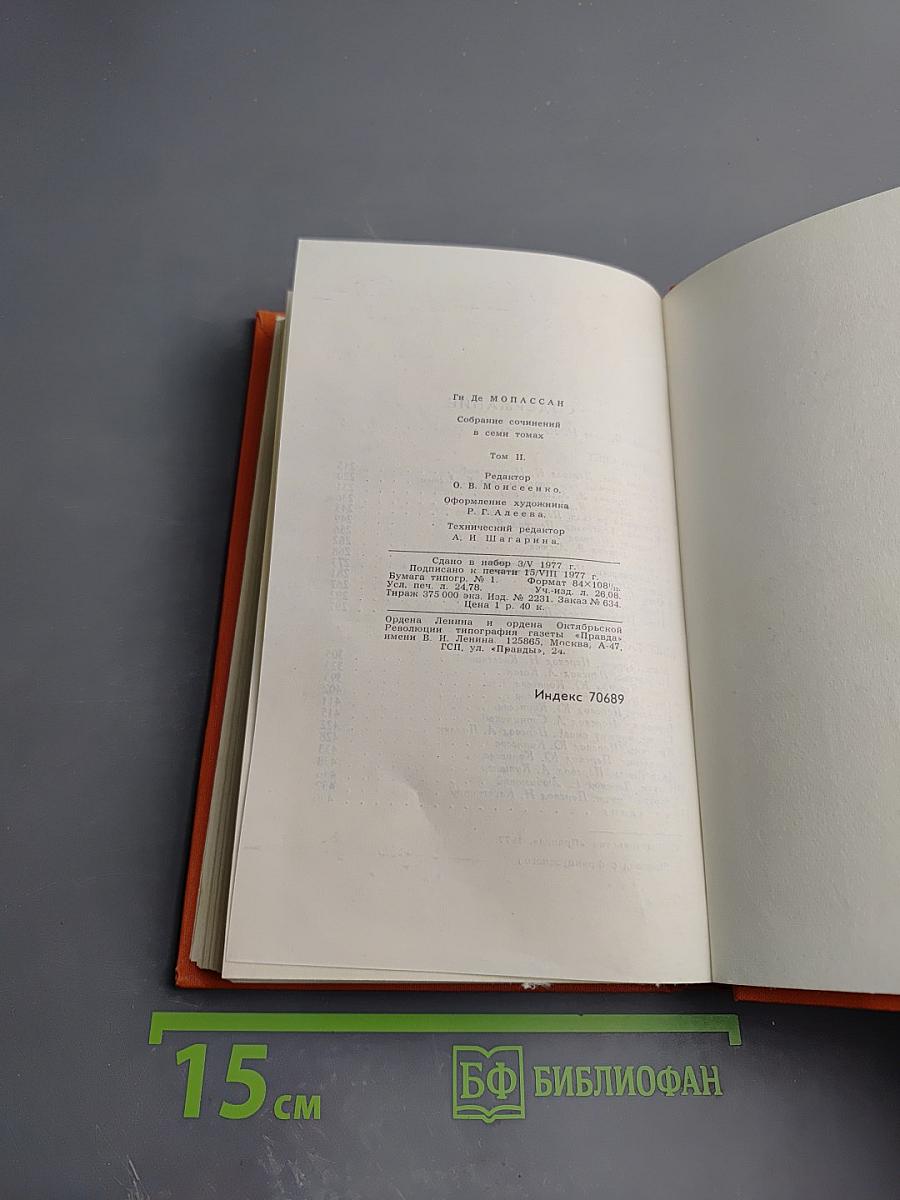 Ги Де МОПАССАН
Собрание сочинений
в семи томах
Том II.
Редактор
О. В. Моисеенко.
Оформление художника
Р. Г. Алеева.
Технический редактор
А. И Шагарина.
Сдано в набор 3/V 1977 г.
Подписано к печати 15/VIII 1977 г.
Бумага типогр. № 1. Формат 84×108¹/₃₂.
Усл. печ. л. 24,78. Уч.-изд. л. 26,08.
Тираж 375 000 экз. Изд. № 2231. Заказ № 634.
Цена 1 р. 40 к.
Ордена Ленина и ордена Октябрьской
Революции типография газеты «Правда»
имени В. И. Ленина. 125865, Москва, А-47,
ГСП, ул. «Правды», 24.
Индекс 70689
15 см
БФ БИБЛИОФАН